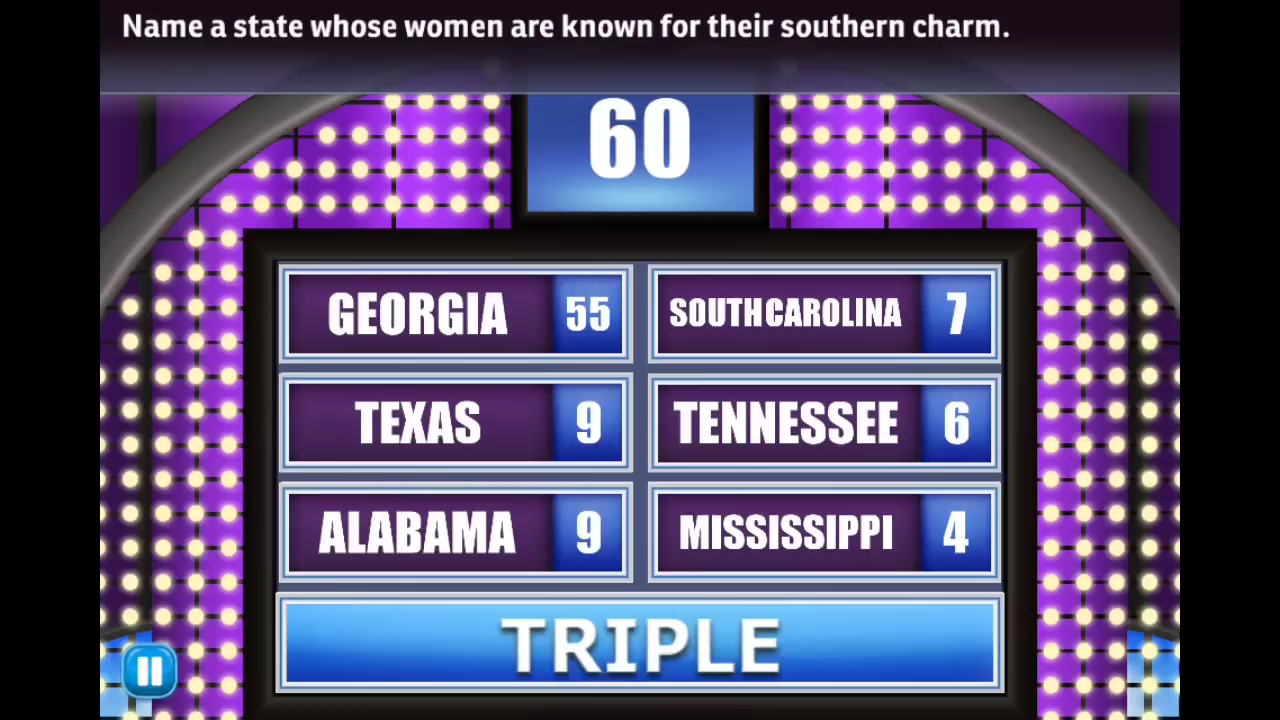 Name a state whose women are known for their southern charm.
60
GEORGIA 55
SOUTH CAROLINA 7
TEXAS 9
TENNESSEE 6
ALABAMA 9
MISSISSIPPI 4
TRIPLE